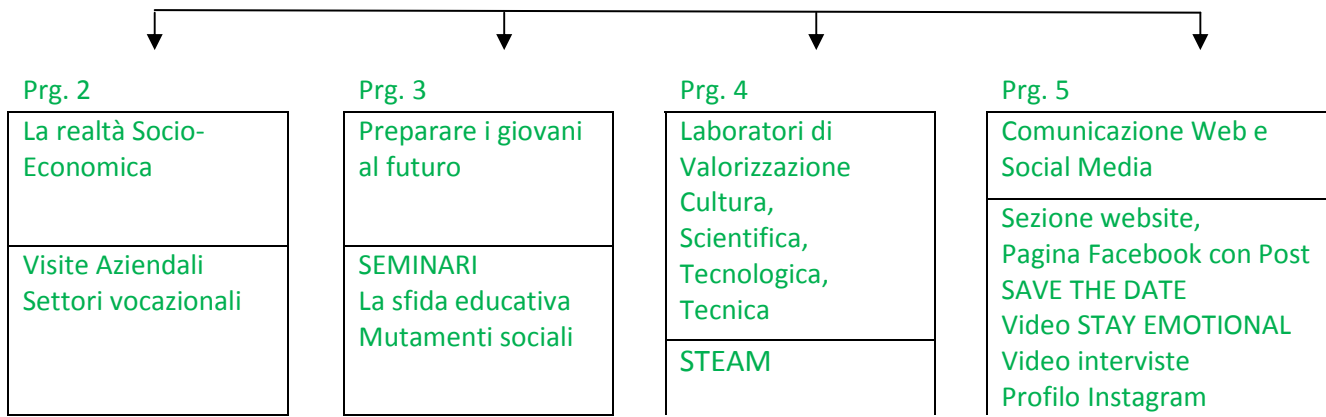 Prg. 2
La realtà Socio-
Economica
Visite Aziendali
Settori vocazionali
Prg. 3
Preparare i giovani
al futuro
SEMINARI
La sfida educativa
Mutamenti sociali
Prg. 4
Laboratori di
Valorizzazione
Cultura,
Scientifica,
Tecnologica,
Tecnica
STEAM
Prg. 5
Comunicazione Web e
Social Media
Sezione website,
Pagina Facebook con Post
SAVE THE DATE
Video STAY EMOTIONAL
Video interviste
Profilo Instagram